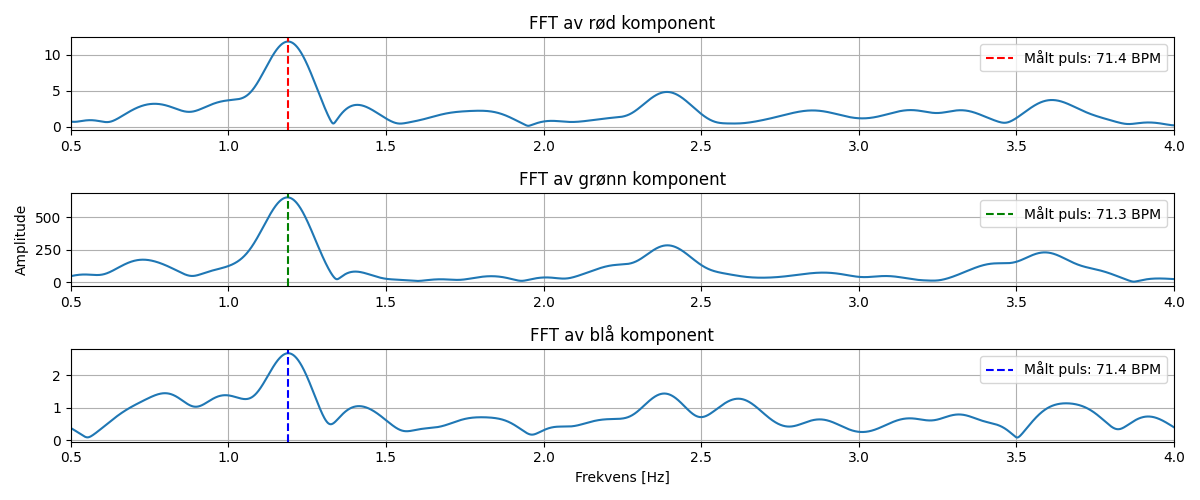 FFT av rød komponent
10
5
0
Målt puls: 71.4 BPM
0.5 1.0 1.5 2.0 2.5 3.0 3.5 4.0
FFT av grønn komponent
Amplitude
500
250
0
Målt puls: 71.3 BPM
0.5 1.0 1.5 2.0 2.5 3.0 3.5 4.0
FFT av blå komponent
2
1
0
Målt puls: 71.4 BPM
0.5 1.0 1.5 2.0 2.5 3.0 3.5 4.0
Frekvens [Hz]